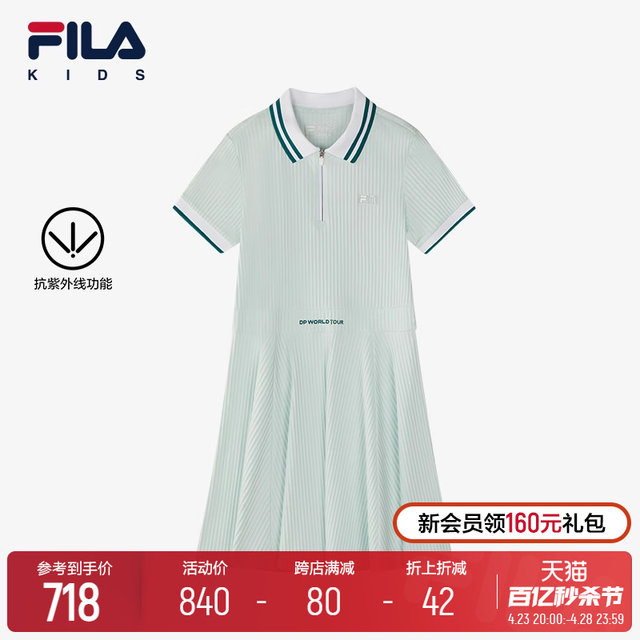 FILA
KIDS
FILA
FILA
DP WORLD TOUR
抗紫外线功能
新会员领160元礼包
参考到手价 活动价 跨店满减 折上折减
718 840 - 80 - 42
天猫
百亿秒杀节
4.23 20:00-4.28 23:59